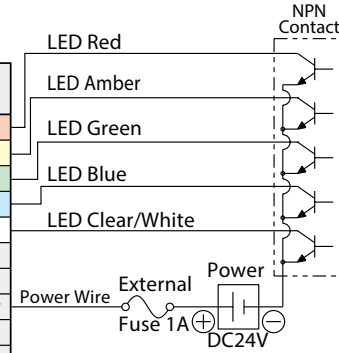 NPN
Contact
LED Red
LED Amber
LED Green
LED Blue
LED Clear/White
Power
External
Power Wire
Fuse 1A
DC24V